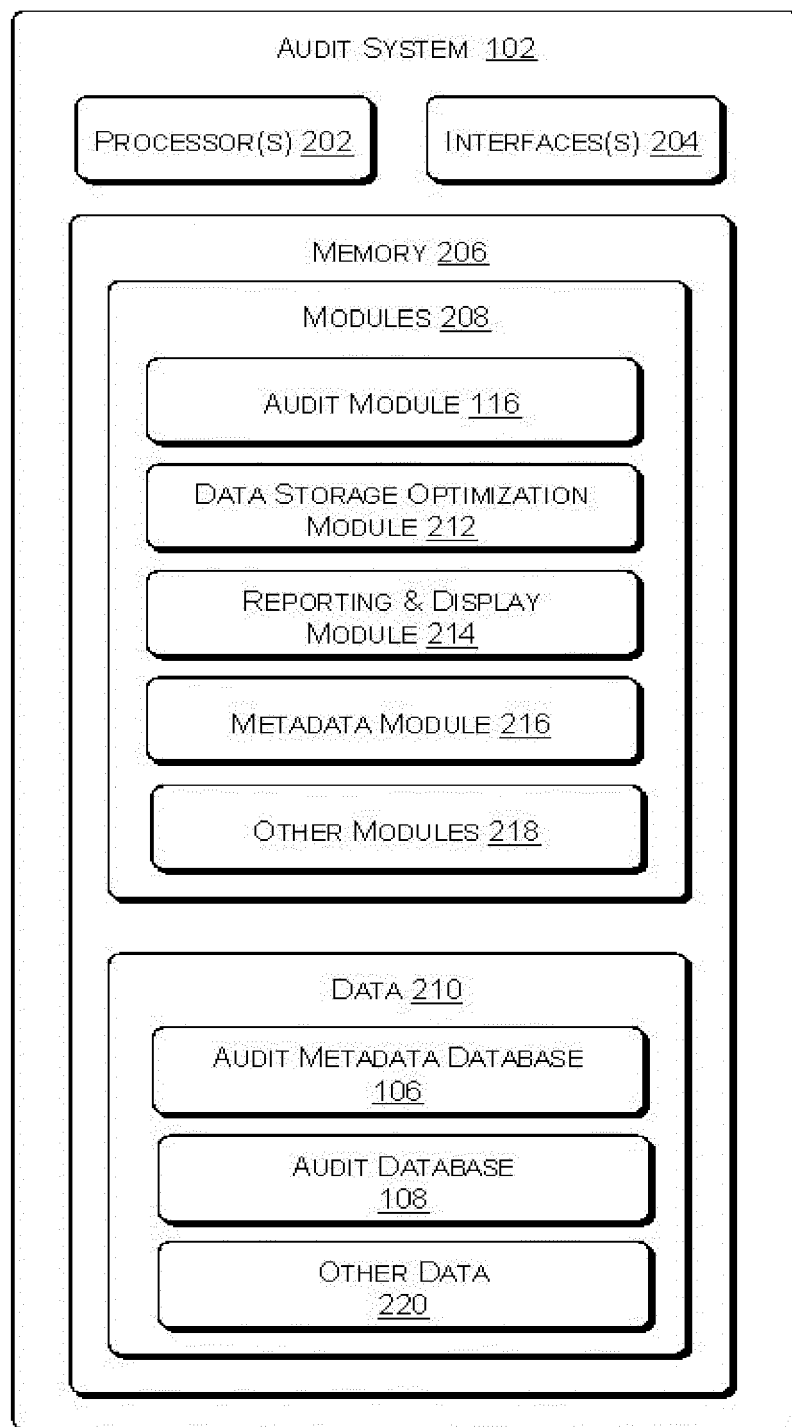 AUDIT SYSTEM 102
PROCESSOR(S) 202
INTERFACES(S) 204
MEMORY 206
MODULES 208
AUDIT MODULE 116
DATA STORAGE OPTIMIZATION
MODULE 212
REPORTING & DISPLAY
MODULE 214
METADATA MODULE 216
OTHER MODULES 218
DATA 210
AUDIT METADATA DATABASE
106
AUDIT DATABASE
108
OTHER DATA
220